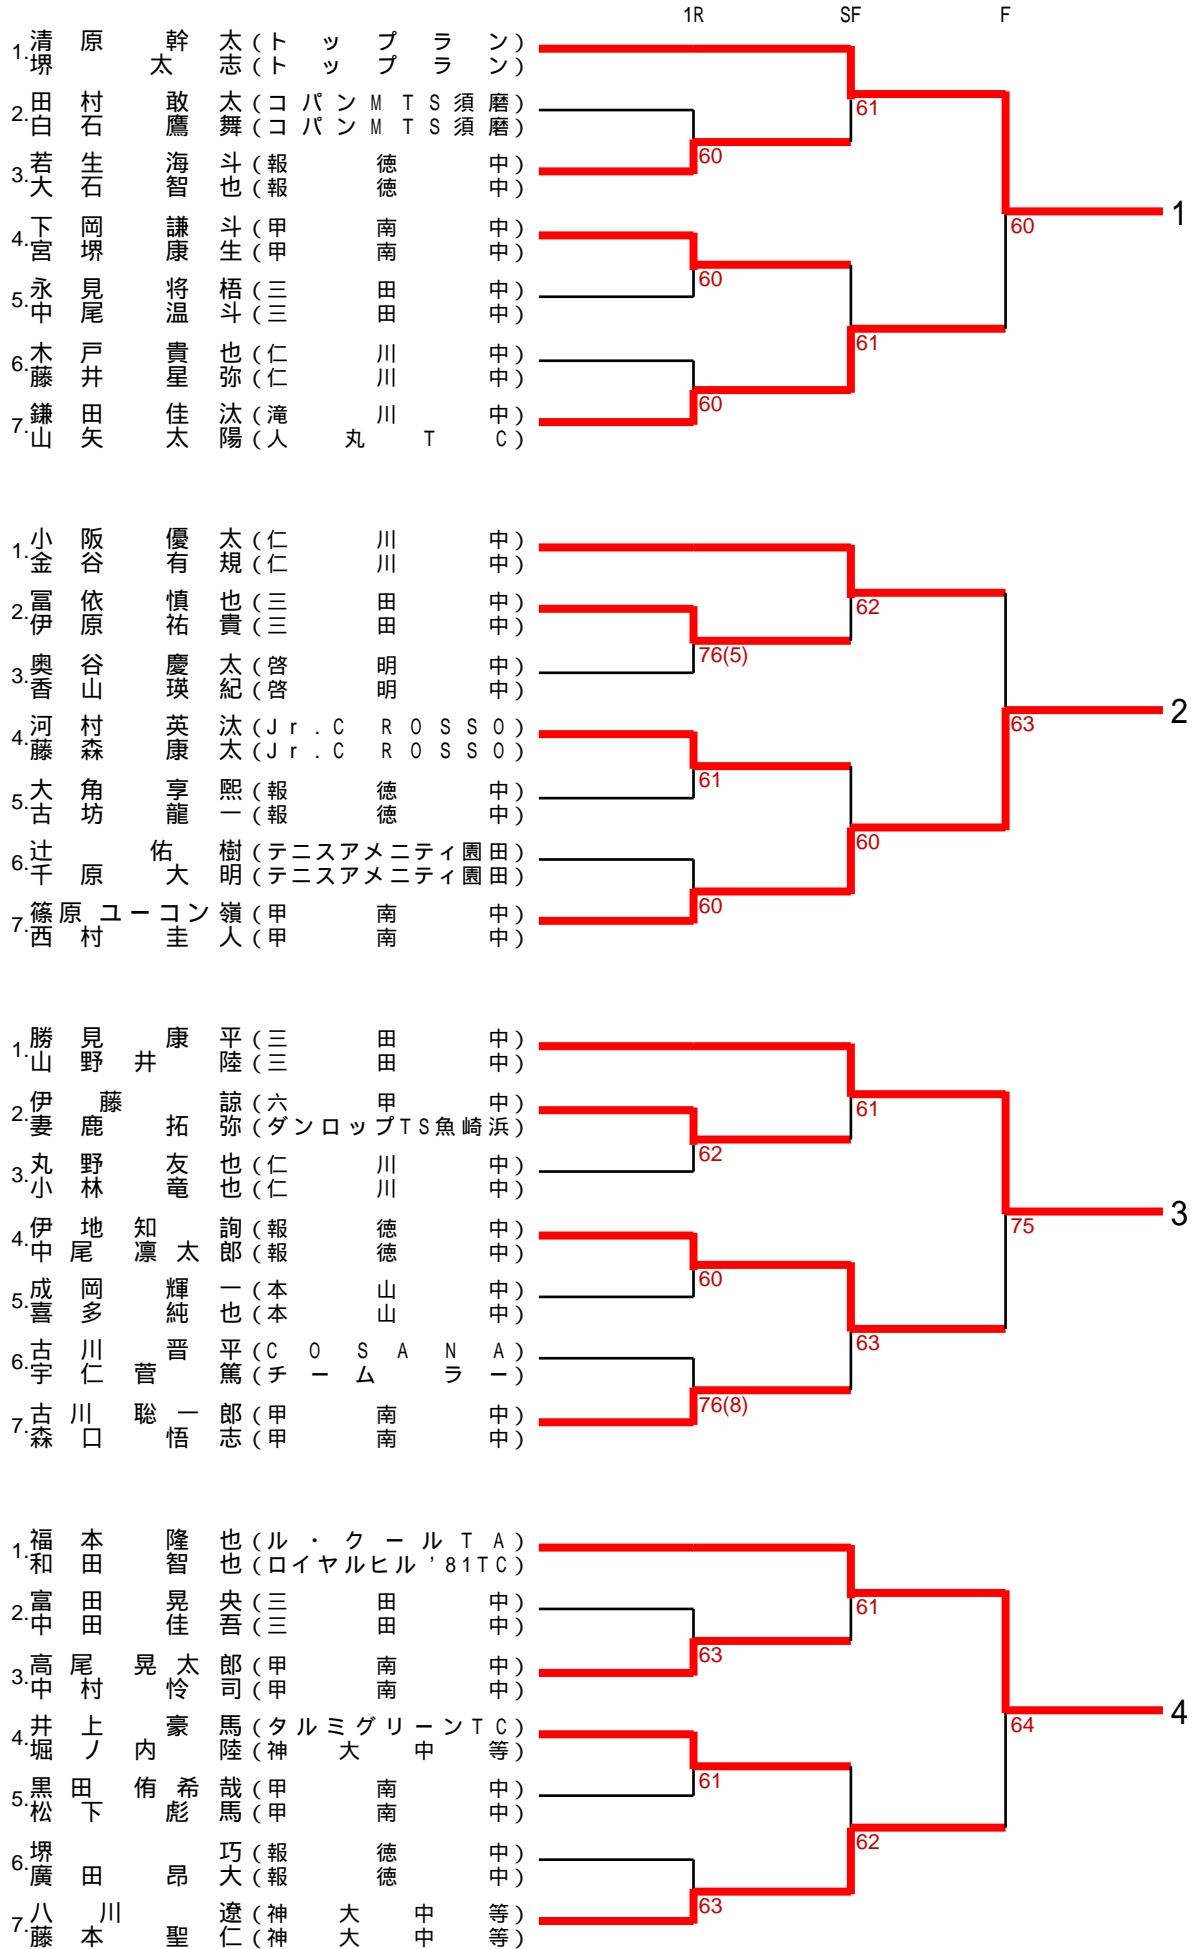 1R SF F
1. 清原 幹太(トップラン)
堺 太志(トップラン)
2. 田村 敢太(コパンMTS須磨)
白石 鷹舞(コパンMTS須磨)
61
3. 若生 海斗(報徳中)
大石 智也(報徳中)
60
4. 下岡 謙斗(甲南中)
宮堺 康生(甲南中)
60 1
5. 永見 将梧(三田中)
中尾 温斗(三田中)
60
6. 木戸 貴也(仁川中)
藤井 星弥(仁川中)
61
7. 鎌田 佳汰(滝川中)
山矢 太陽(人丸TC)
60
1. 小阪 優太(仁川中)
金谷 有規(仁川中)
2. 冨依 慎也(三田中)
伊原 祐貴(三田中)
62
3. 奥谷 慶太(啓明中)
香山 瑛紀(啓明中)
76(5)
4. 河村 英汰(Jr.C ROSSO)
藤森 康太(Jr.C ROSSO)
63 2
5. 大角 享熙(報徳中)
古坊 龍一(報徳中)
61
6. 辻 佑樹(テニスアメニティ園田)
千原 大明(テニスアメニティ園田)
60
7. 篠原 ユーコン嶺(甲南中)
西村 圭人(甲南中)
60
1. 勝見 康平(三田中)
山野井 陸(三田中)
2. 伊藤 諒(六甲中)
妻鹿 拓弥(ダンロップTS魚崎浜)
61
3. 丸野 友也(仁川中)
小林 竜也(仁川中)
62
4. 伊地知 詢(報徳中)
中尾 凛太郎(報徳中)
75 3
5. 成岡 輝一(本山中)
喜多 純也(本山中)
60
6. 古川 晋平(COSANA)
宇仁菅 篤(チームラー)
63
7. 古川 聡一郎(甲南中)
森口 悟志(甲南中)
76(8)
1. 福本 隆也(ル・クールTA)
和田 智也(ロイヤルヒル'81TC)
2. 富田 晃央(三田中)
中田 佳吾(三田中)
61
3. 高尾 晃太郎(甲南中)
中村 怜司(甲南中)
63
4. 井上 豪馬(タルミグリーンTC)
堀ノ内 陸(神大中等)
64 4
5. 黒田 侑希哉(甲南中)
松下 彪馬(甲南中)
61
6. 堺 巧(報徳中)
廣田 昂大(報徳中)
62
7. 八川 遼(神大中等)
藤本 聖仁(神大中等)
63